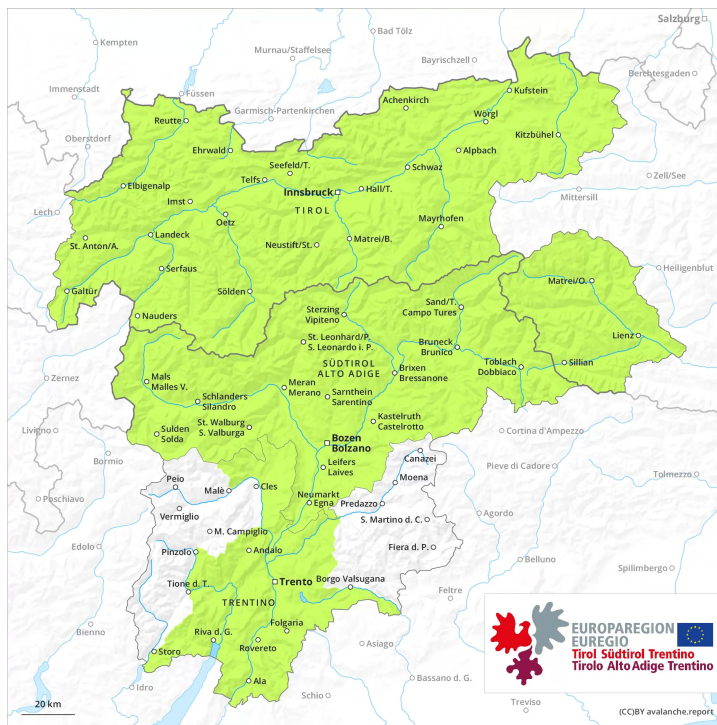 Salzburg
Bad Tölz
Kempten
Murnau/Staffelsee
Bayrischzell
Berchtesgaden
Immenstadt
Füssen
Garmisch-Partenkirchen
Achenkirch
Kufstein
Reutte
Wörgl
Oberstdorf
Ehrwald
Kitzbühel
Alpbach
Seefeld/T.
Schwaz
Telfs
Zell/See
Elbigenalp
Innsbruck
Hall/T.
Mittersill
Imst
TIROL
Lech
Oetz
Mayrhofen
St. Anton/A.
Landeck
Neustift/St.
Matrei/B.
Serfaus
Heiligenblut
Galtür
Sölden
Matrei/O.
Nauders
Sterzing
Vipiteno
Sand/T.
Campo Tures
Lienz
St. Leonhard/P.
S. Leonardo i. P.
Bruneck
Brunico
Toblach
Dobbiaco
Sillian
SÜDTIROL
ALTO ADIGE
Brixen
Bressanone
Zernez
Mals
Malles V.
Meran
Merano
Sarnthein
Sarentino
Schlanders
Silandro
Kastelruth
Castelrotto
St. Walburg
S. Valburga
Sulden
Solda
Livigno
Cortina d'Ampezzo
Bozen
Bolzano
Canazei
Bormio
Pieve di Cadore
Leifers
Laives
Moena
Tolmezzo
Peio
Malè
Cles
Neumarkt
Egna
Predazzo
Poschiavo
Vermiglio
S. Martino d. C.
Agordo
M. Campiglio
Edolo
Pinzolo
Andalo
Fiera d. P.
Belluno
Tione d. T.
Trento
Borgo Valsugana
Spilimbergo
Feltre
TRENTINO
Folgaria
Bienno
Riva d. G.
Rovereto
Storo
Asiago
Ala
Idro
Schio
Bassano d. G.
Treviso
EUROPAREGION
EUREGIO
Tirol Südtirol Trentino
Tirolo Alto Adige Trentino
20 km
(CC)BY avalanche.report